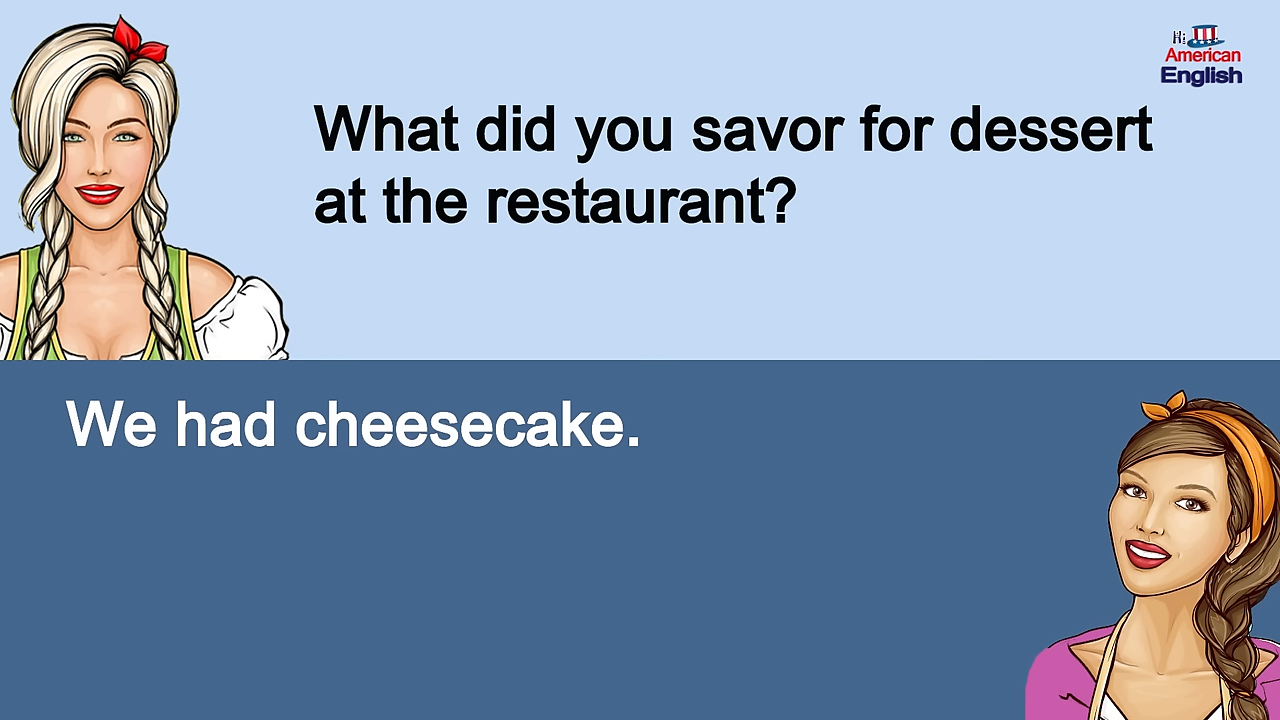 Hi
American
English
What did you savor for dessert
at the restaurant?
We had cheesecake.